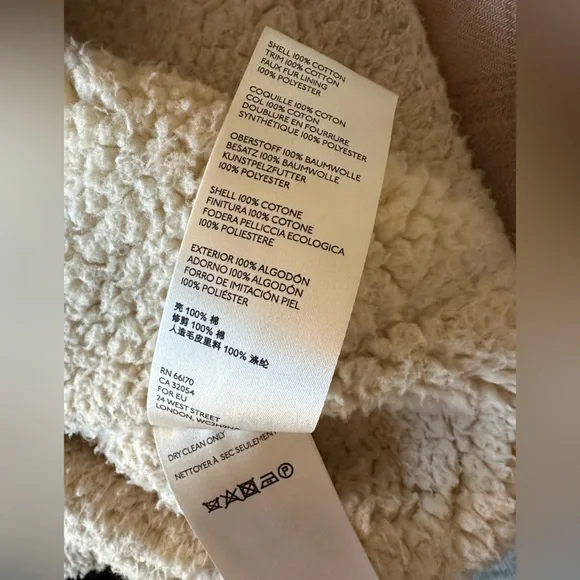 SHELL 100% COTTON
TRIM 100% COTTON
FAUX FUR LINING
100% POLYESTER
COQUILLE 100% COTON
COL 100% COTON
DOUBLURE EN FOURRURE
SYNTHÉTIQUE 100% POLYESTER
OBERSTOFF 100% BAUMWOLLE
BESATZ 100% BAUMWOLLE
KUNSTPELZFUTTER
100% POLYESTER
SHELL 100% COTONE
FINITURA 100% COTONE
FODERA PELLICCIA ECOLOGICA
100% POLIESTERE
EXTERIOR 100% ALGODÓN
ADORNO 100% ALGODÓN
FORRO DE IMITACIÓN PIEL
100% POLIÉSTER
壳 100% 棉
修剪 100% 棉
人造毛皮里料 100% 涤纶
RN 66170
CA 32054
FOR EU
24 WEST STREET
LONDON,
DRY CLEAN ONLY
NETTOYER À SEC SEULEMENT
P